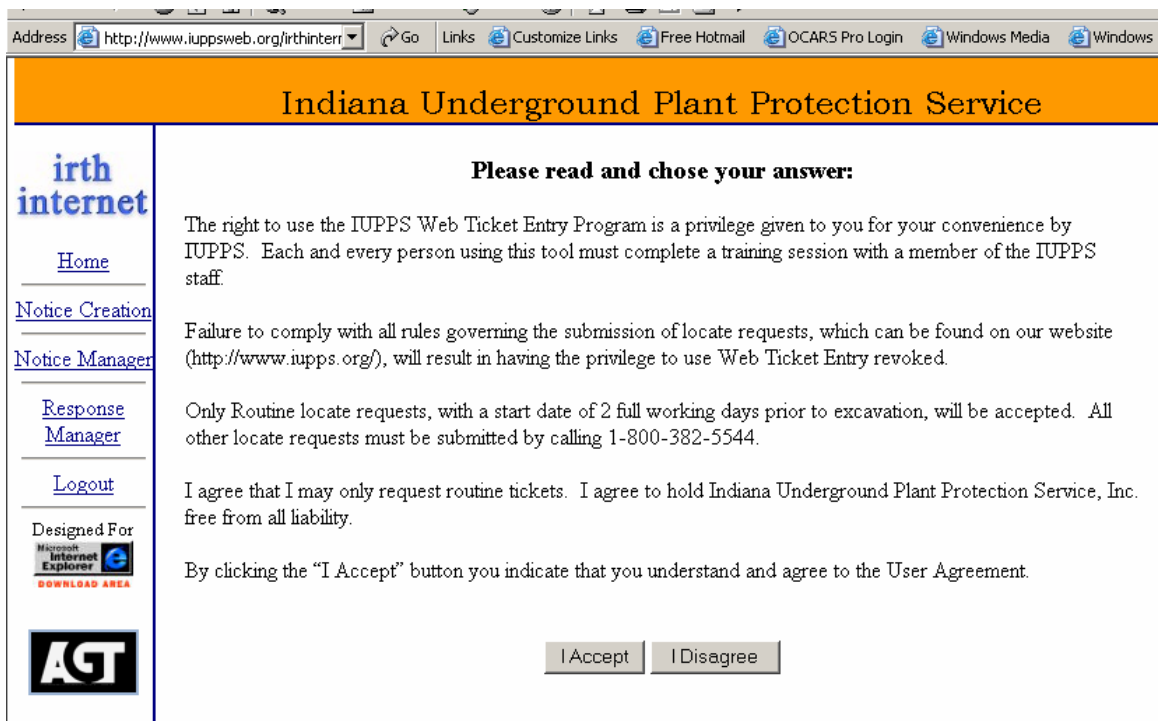 Address http://www.iuppsweb.org/irthinterr Go Links Customize Links Free Hotmail OCARS Pro Login Windows Media Windows
Indiana Underground Plant Protection Service
irth
internet
Home
Notice Creation
Notice Manager
Response
Manager
Logout
Designed For
Microsoft
Internet
Explorer
DOWNLOAD AREA
AGT
Please read and chose your answer:
The right to use the IUPPS Web Ticket Entry Program is a privilege given to you for your convenience by
IUPPS. Each and every person using this tool must complete a training session with a member of the IUPPS
staff.
Failure to comply with all rules governing the submission of locate requests, which can be found on our website
(http://www.iupps.org/), will result in having the privilege to use Web Ticket Entry revoked.
Only Routine locate requests, with a start date of 2 full working days prior to excavation, will be accepted. All
other locate requests must be submitted by calling 1-800-382-5544.
I agree that I may only request routine tickets. I agree to hold Indiana Underground Plant Protection Service, Inc.
free from all liability.
By clicking the “I Accept” button you indicate that you understand and agree to the User Agreement.
I Accept I Disagree